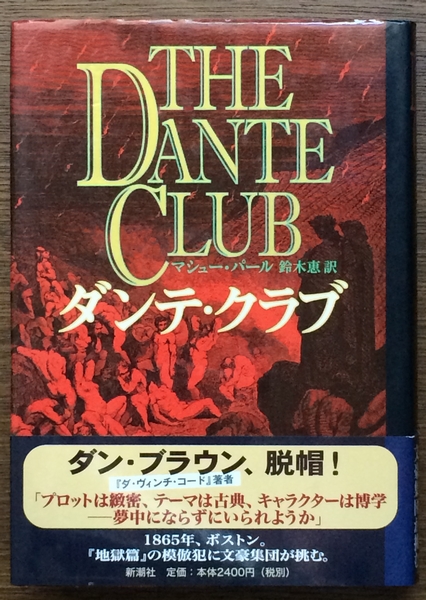 THE
DANTE
CLUB
マシュー・パール 鈴木恵 訳
ダンテ・クラブ
ダン・ブラウン、脱帽！
『ダ・ヴィンチ・コード』著者
「プロットは緻密、テーマは古典、キャラクターは博学
──夢中にならずにいられようか」
1865年、ボストン。
『地獄篇』の模倣犯に文豪集団が挑む。
新潮社 定価：本体2400円（税別）